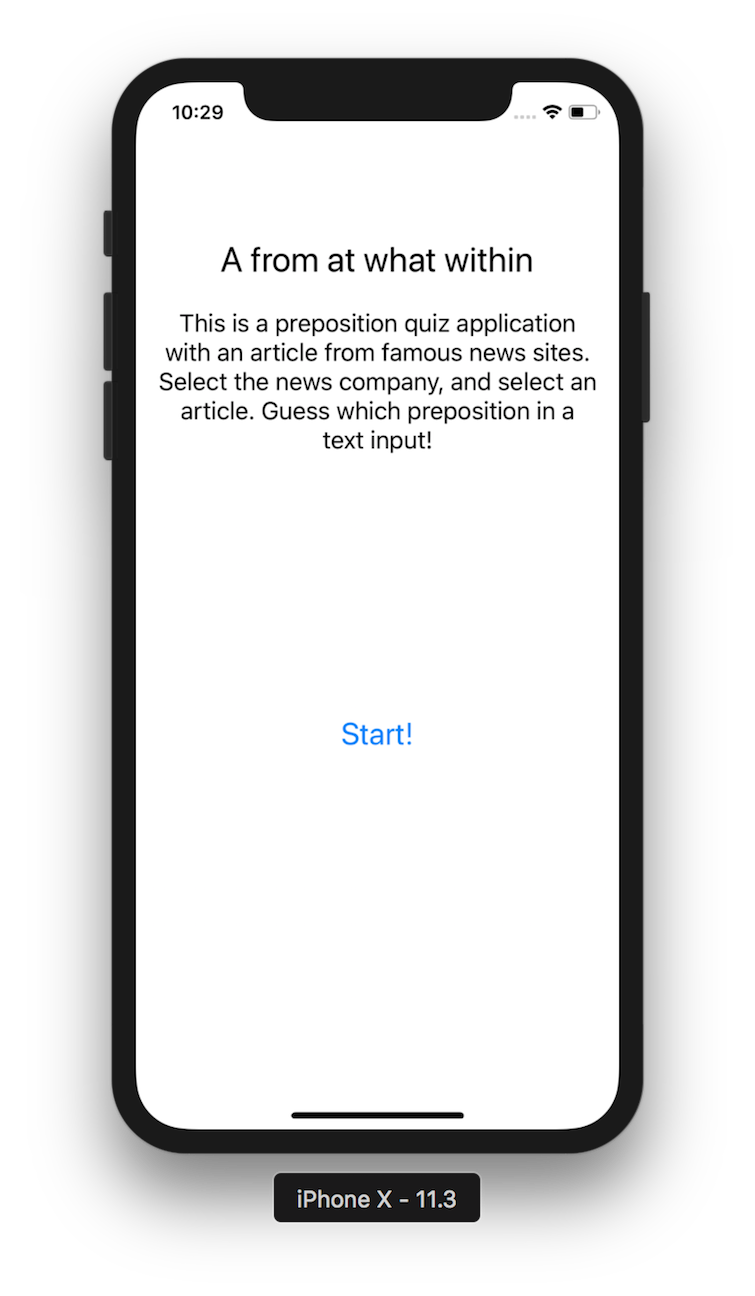 10:29
A from at what within
This is a preposition quiz application
with an article from famous news sites.
Select the news company, and select an
article. Guess which preposition in a
text input!
Start!
iPhone X - 11.3